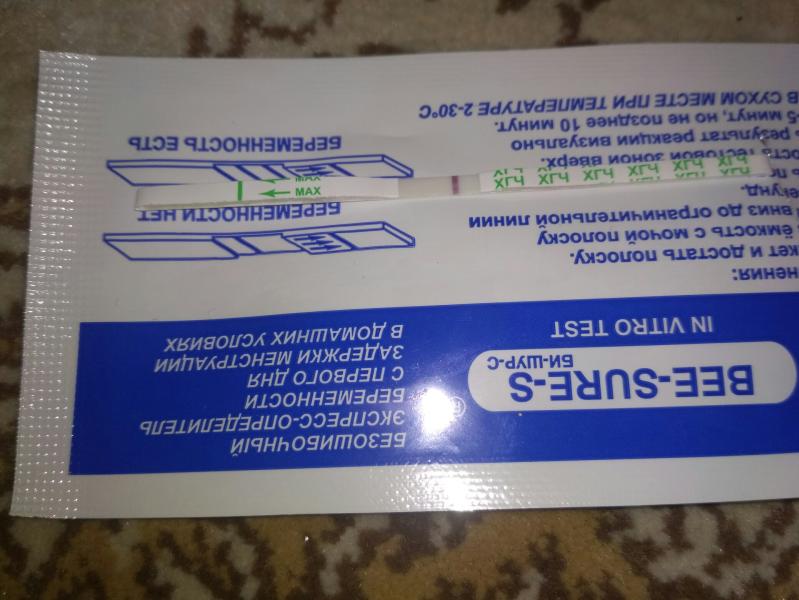 BEE-SURE-S
БИ-ШУР-С
®
IN VITRO TEST
БЕЗОШИБОЧНЫЙ
ЭКСПРЕСС-ОПРЕДЕЛИТЕЛЬ
БЕРЕМЕННОСТИ
С ПЕРВОГО ДНЯ
ЗАДЕРЖКИ МЕНСТРУАЦИИ
В ДОМАШНИХ УСЛОВИЯХ
нения:
кет и достать полоску.
ёмкость с мочой полоску
вниз до ограничительной линии
екунд.
тестовой зоной вверх.
результат реакции визуально
5 минут, но не позднее 10 минут.
В СУХОМ МЕСТЕ ПРИ ТЕМПЕРАТУРЕ 2-30°C
БЕРЕМЕННОСТИ НЕТ
БЕРЕМЕННОСТЬ ЕСТЬ
MAX
MAX
ХГЧ ХГЧ ХГЧ ХГЧ ХГЧ ХГЧ